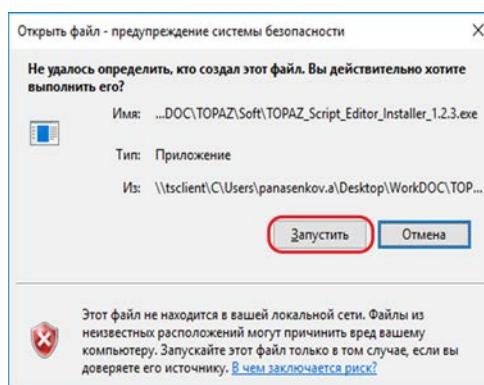 Открыть файл - предупреждение системы безопасности
Не удалось определить, кто создал этот файл. Вы действительно хотите
выполнить его?
Имя: ...DOC\TOPAZ\Soft\TOPAZ_Script_Editor_Installer_1.2.3.exe
Тип: Приложение
Из: \\tsclient\C\Users\panasenkov.a\Desktop\WorkDOC\TOP...
Запустить Отмена
Этот файл не находится в вашей локальной сети. Файлы из
неизвестных расположений могут причинить вред вашему
компьютеру. Запускайте этот файл только в том случае, если вы
доверяете его источнику. В чем заключается риск?